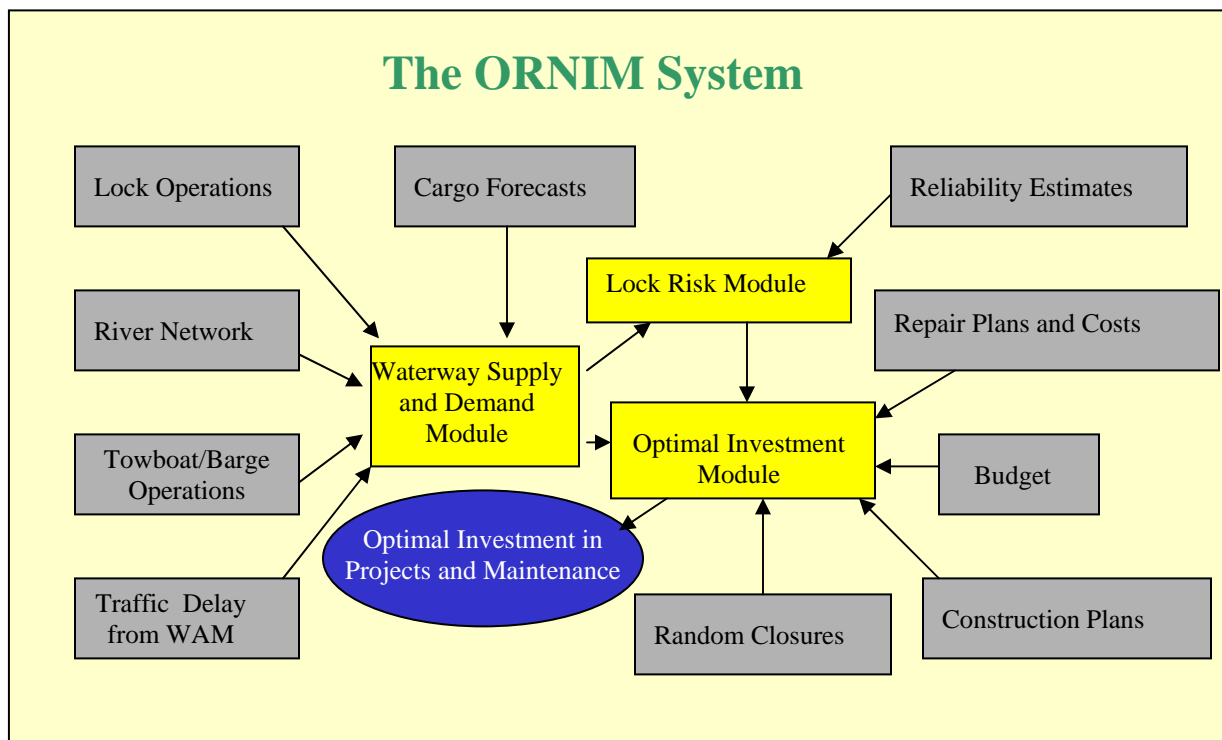 The ORNIM System
Lock Operations
Cargo Forecasts
Reliability Estimates
Lock Risk Module
River Network
Repair Plans and Costs
Waterway Supply
and Demand
Module
Optimal Investment
Module
Towboat/Barge
Operations
Budget
Optimal Investment in
Projects and Maintenance
Traffic Delay
from WAM
Random Closures
Construction Plans